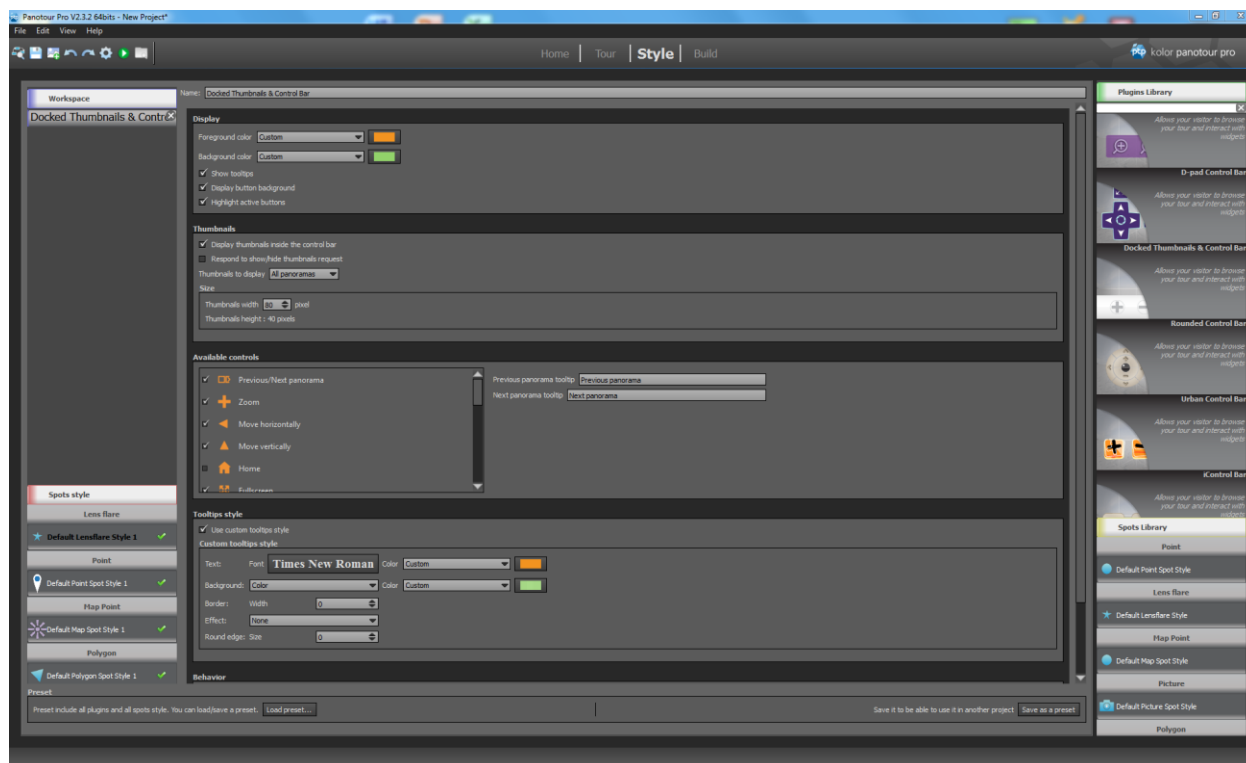 Panotour Pro V2.3.2 64bits - New Project*
File Edit View Help
Home Tour Style Build
kolor panotour pro
Workspace
Docked Thumbnails & Contr
Name: Docked Thumbnails & Control Bar
Display
Foreground color Custom
Background color Custom
Show tooltips
Display button background
Highlight active buttons
Thumbnails
Display thumbnails inside the control bar
Respond to show/hide thumbnails request
Thumbnails to display All panoramas
Size
Thumbnails width 80 pixel
Thumbnails height : 40 pixels
Available controls
Previous/Next panorama
Zoom
Move horizontally
Move vertically
Home
Fullscreen
Previous panorama tooltip Previous panorama
Next panorama tooltip Next panorama
Tooltips style
Use custom tooltips style
Custom tooltips style
Text: Font Times New Roman Color Custom
Background: Color Color Custom
Border: Width 0
Effect: None
Round edge: Size 0
Behavior
Spots style
Lens flare
Default Lensflare Style 1
Point
Default Point Spot Style 1
Map Point
Default Map Spot Style 1
Polygon
Default Polygon Spot Style 1
Preset
Preset include all plugins and all spots style. You can load/save a preset. Load preset...
Save it to be able to use it in another project Save as a preset
Plugins Library
Allows your visitor to browse
your tour and interact with
widgets
D-pad Control Bar
Allows your visitor to browse
your tour and interact with
widgets
Docked Thumbnails & Control Bar
Allows your visitor to browse
your tour and interact with
widgets
Rounded Control Bar
Allows your visitor to browse
your tour and interact with
widgets
Urban Control Bar
Allows your visitor to browse
your tour and interact with
widgets
iControl Bar
Allows your visitor to browse
your tour and interact with
widgets
Spots Library
Point
Default Point Spot Style
Lens flare
Default Lensflare Style
Map Point
Default Map Spot Style
Picture
Default Picture Spot Style
Polygon